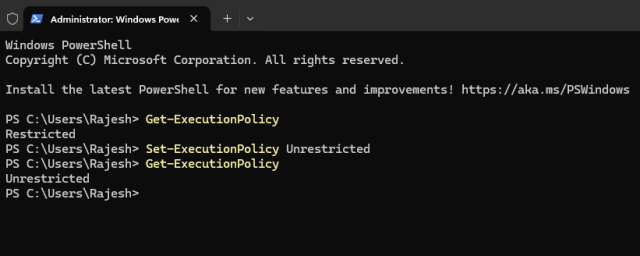 Administrator: Windows Powe
Windows PowerShell
Copyright (C) Microsoft Corporation. All rights reserved.
Install the latest PowerShell for new features and improvements! https://aka.ms/PSWindows
PS C:\Users\Rajesh> Get-ExecutionPolicy
Restricted
PS C:\Users\Rajesh> Set-ExecutionPolicy Unrestricted
PS C:\Users\Rajesh> Get-ExecutionPolicy
Unrestricted
PS C:\Users\Rajesh>